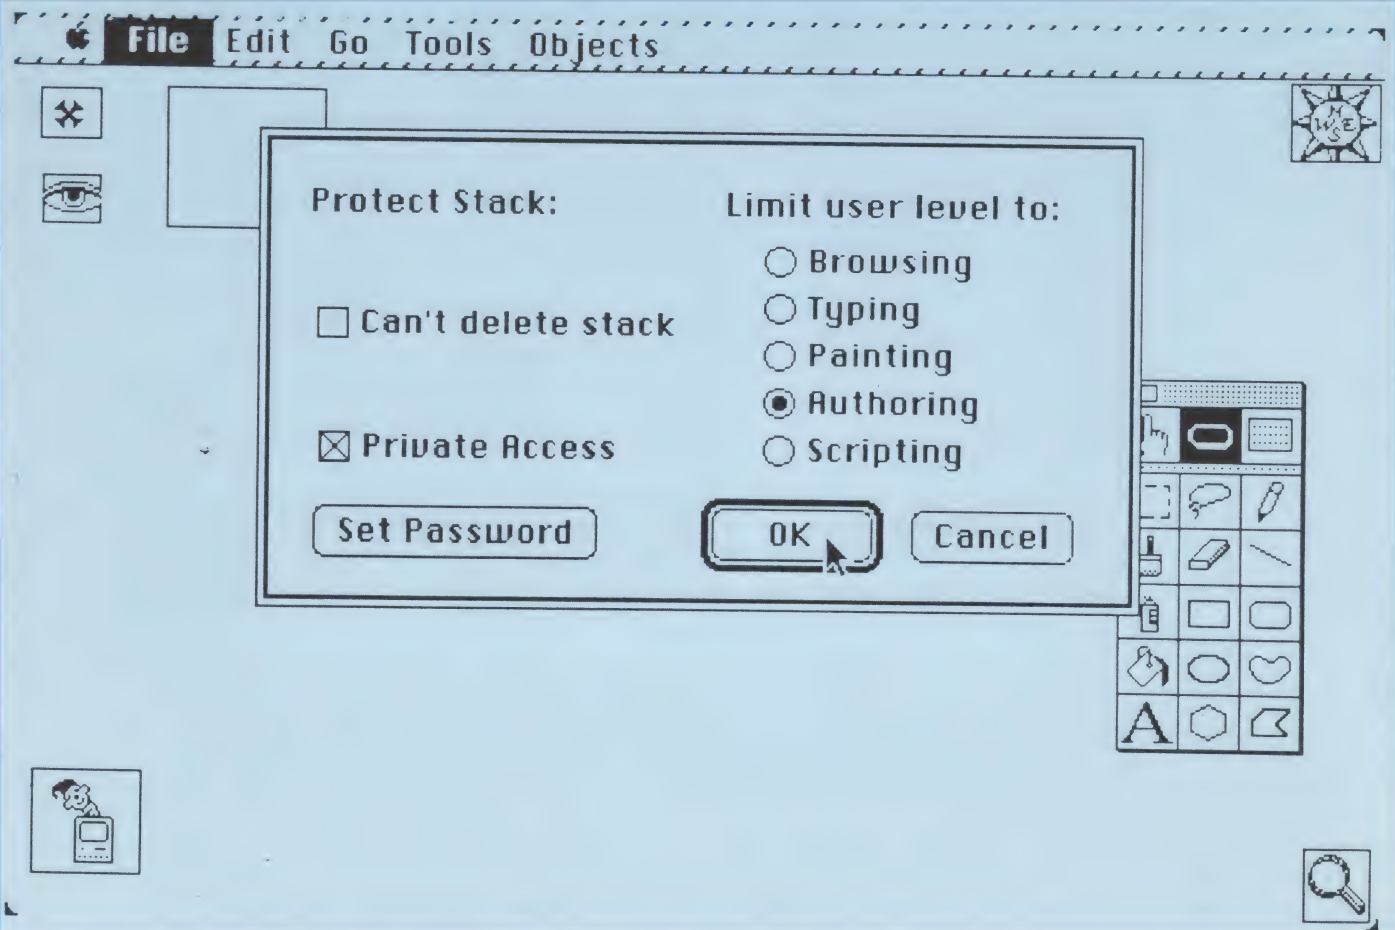 File Edit Go Tools Objects
N
W E
S
Protect Stack:
Limit user level to:
Browsing
Typing
Can't delete stack
Painting
Authoring
Private Access
Scripting
Set Password
OK
Cancel
A